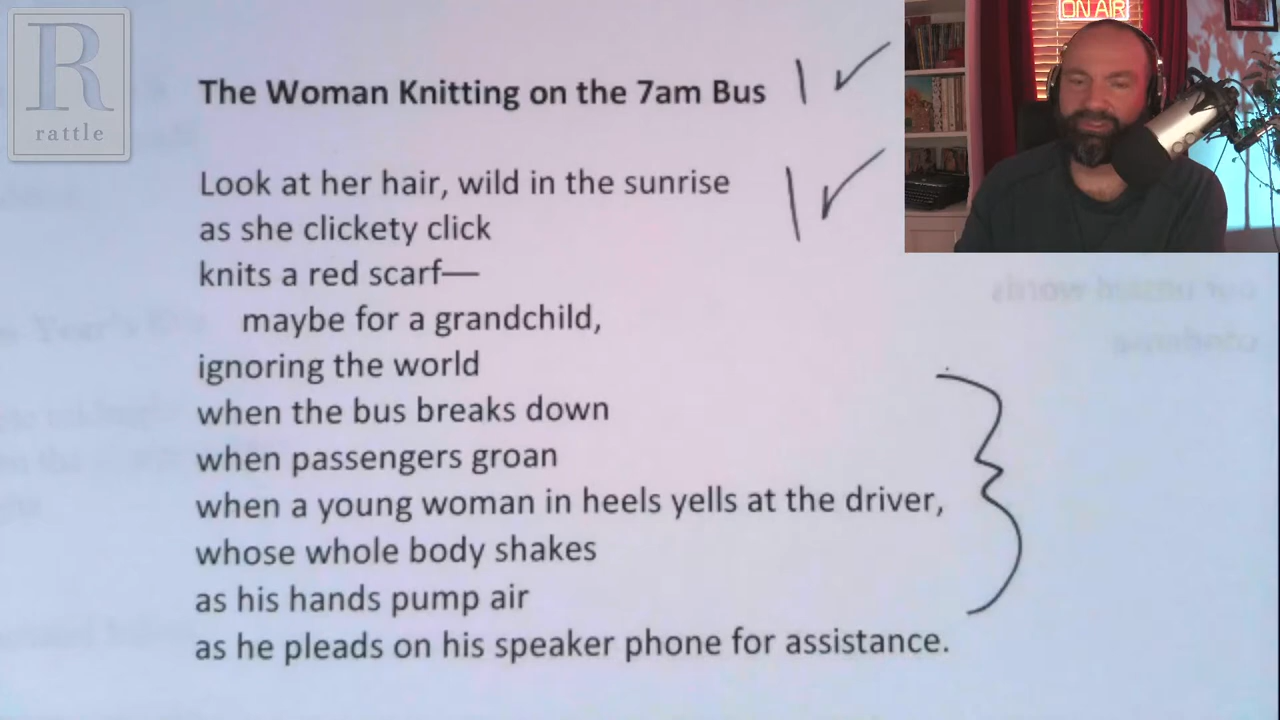 R
rattle
ON AIR
The Woman Knitting on the 7am Bus
Look at her hair, wild in the sunrise
as she clickety click
knits a red scarf—
maybe for a grandchild,
ignoring the world
when the bus breaks down
when passengers groan
when a young woman in heels yells at the driver,
whose whole body shakes
as his hands pump air
as he pleads on his speaker phone for assistance.